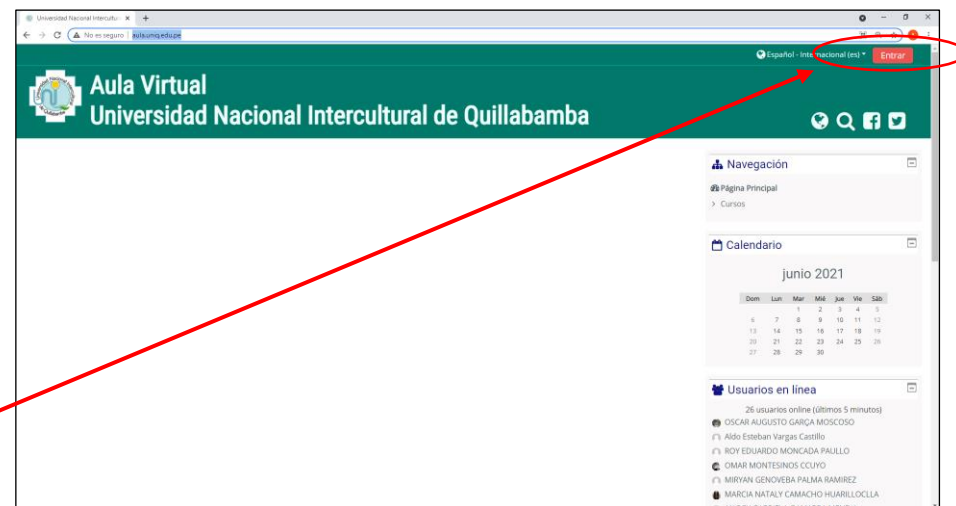 Universidad Nacional Intercultur
No es seguro | aula.uniq.edu.pe
Español - Internacional (es)
Entrar
Aula Virtual
Universidad Nacional Intercultural de Quillabamba
Navegación
Página Principal
Cursos
Calendario
junio 2021
Dom Lun Mar Mié Jue Vie Sáb
1 2 3 4 5
6 7 8 9 10 11 12
13 14 15 16 17 18 19
20 21 22 23 24 25 26
27 28 29 30
Usuarios en línea
26 usuarios online (últimos 5 minutos)
OSCAR AUGUSTO GARÇA MOSCOSO
Aldo Esteban Vargas Castillo
ROY EDUARDO MONCADA PAULLO
OMAR MONTESINOS CCUYO
MIRYAN GENOVEBA PALMA RAMIREZ
MARCIA NATALY CAMACHO HUARILLOCLLA